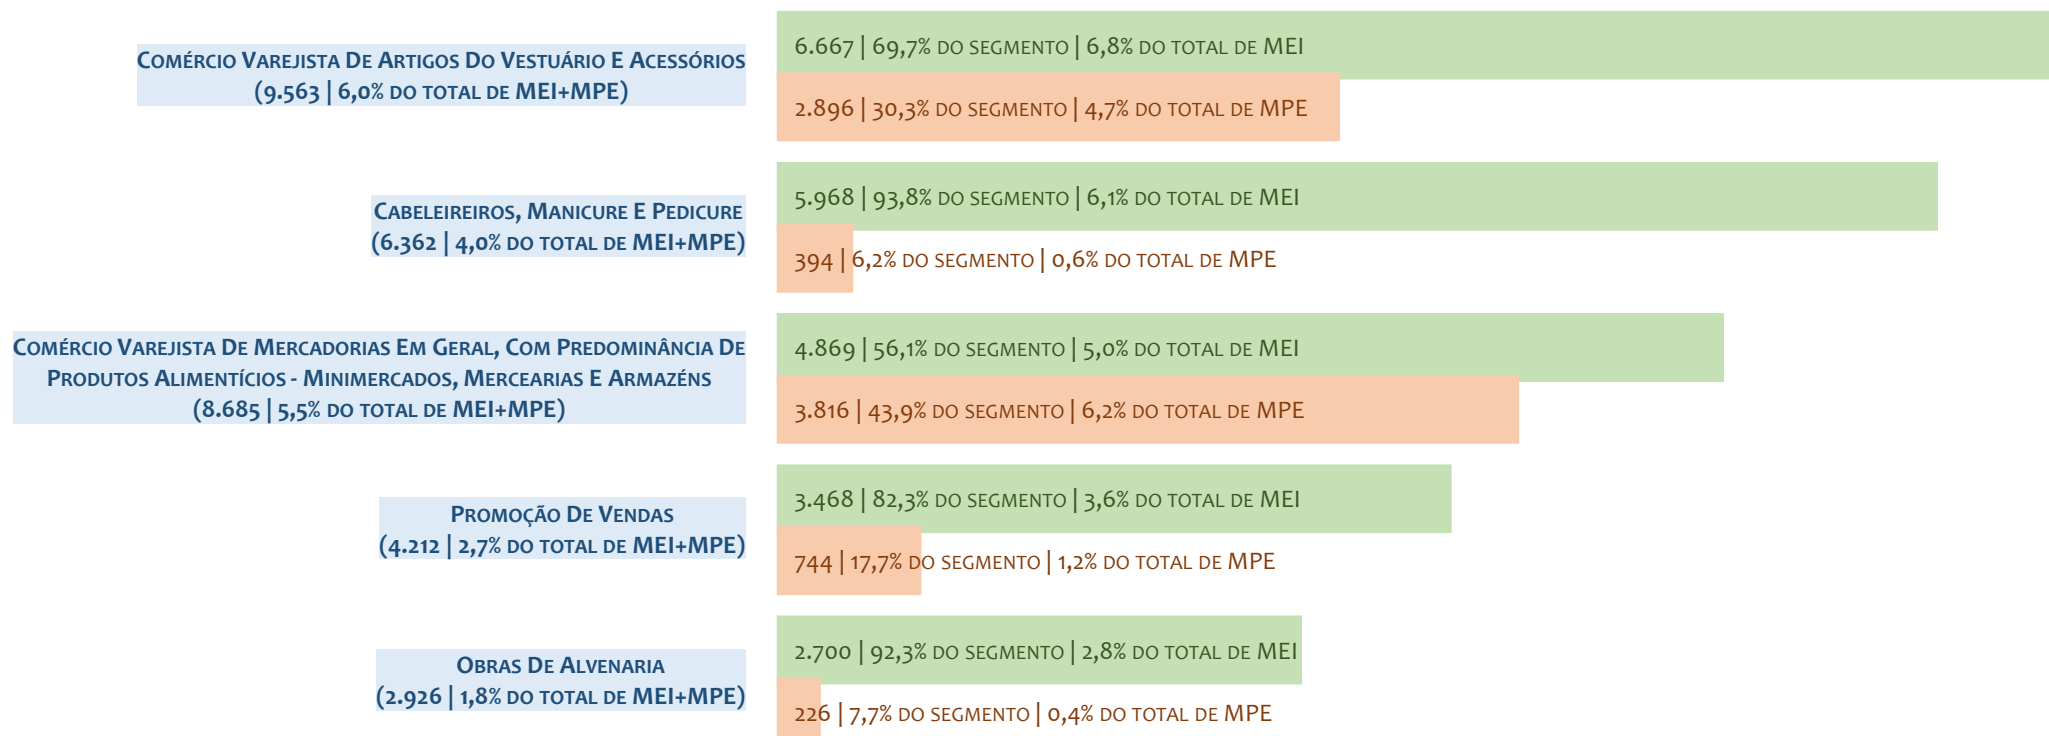 Comércio Varejista De Artigos Do Vestuário E Acessórios
(9.563 | 6,0% do total de MEI+MPE)
6.667 | 69,7% do segmento | 6,8% do total de MEI
2.896 | 30,3% do segmento | 4,7% do total de MPE
Cabeleireiros, Manicure E Pedicure
(6.362 | 4,0% do total de MEI+MPE)
5.968 | 93,8% do segmento | 6,1% do total de MEI
394 | 6,2% do segmento | 0,6% do total de MPE
Comércio Varejista De Mercadorias Em Geral, Com Predominância De
Produtos Alimentícios - Minimercados, Mercearias E Armazéns
(8.685 | 5,5% do total de MEI+MPE)
4.869 | 56,1% do segmento | 5,0% do total de MEI
3.816 | 43,9% do segmento | 6,2% do total de MPE
Promoção De Vendas
(4.212 | 2,7% do total de MEI+MPE)
3.468 | 82,3% do segmento | 3,6% do total de MEI
744 | 17,7% do segmento | 1,2% do total de MPE
Obras De Alvenaria
(2.926 | 1,8% do total de MEI+MPE)
2.700 | 92,3% do segmento | 2,8% do total de MEI
226 | 7,7% do segmento | 0,4% do total de MPE